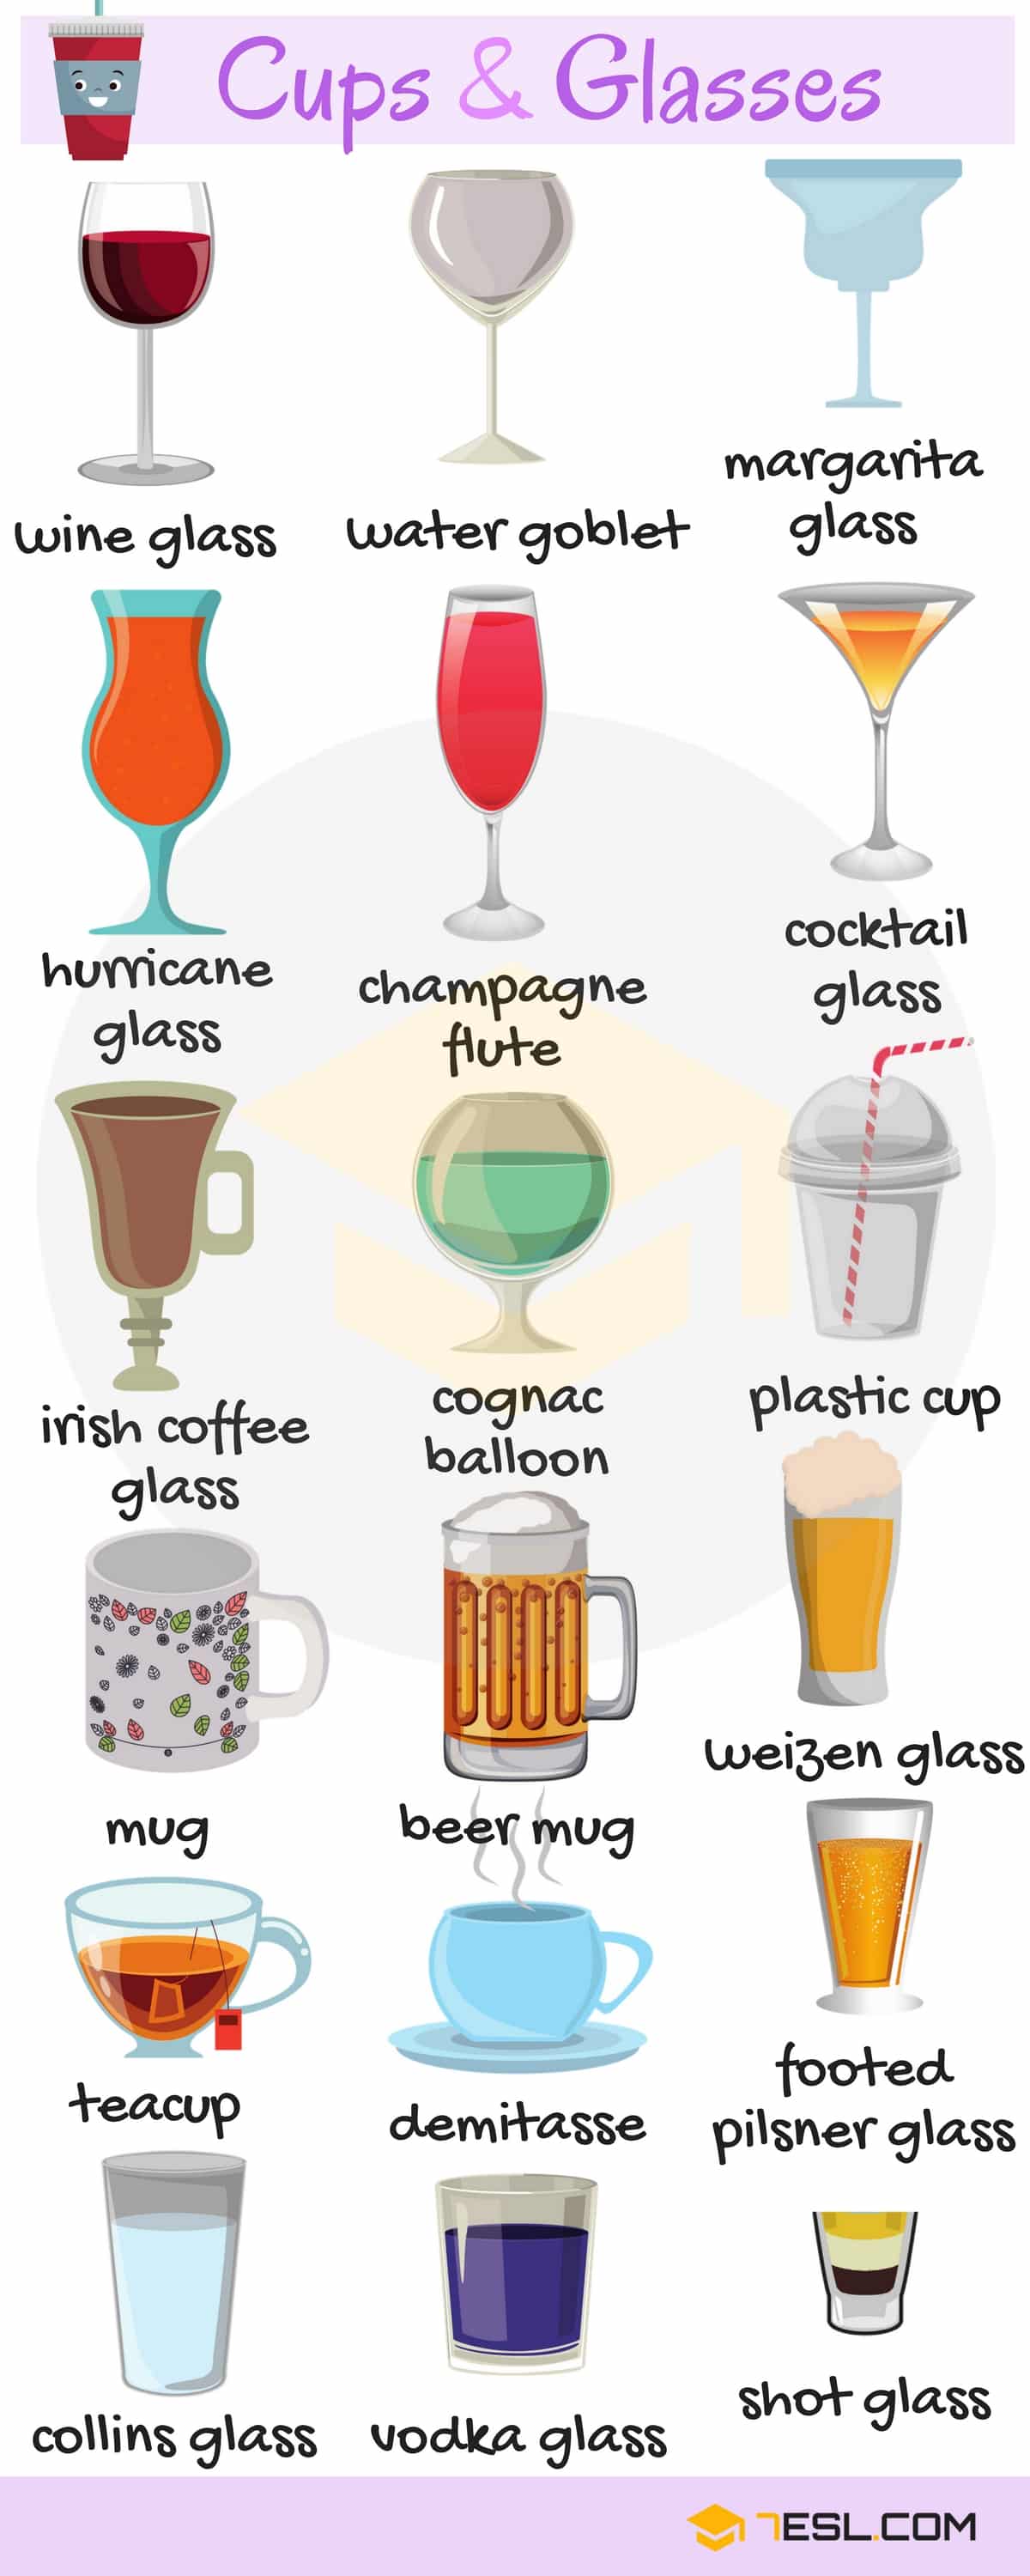 Cups & Glasses
wine glass
water goblet
margarita
glass
hurricane
glass
champagne
flute
cocktail
glass
irish coffee
glass
cognac
balloon
plastic cup
mug
beer mug
weizen glass
teacup
demitasse
footed
pilsner glass
collins glass
vodka glass
shot glass
7ESL.COM